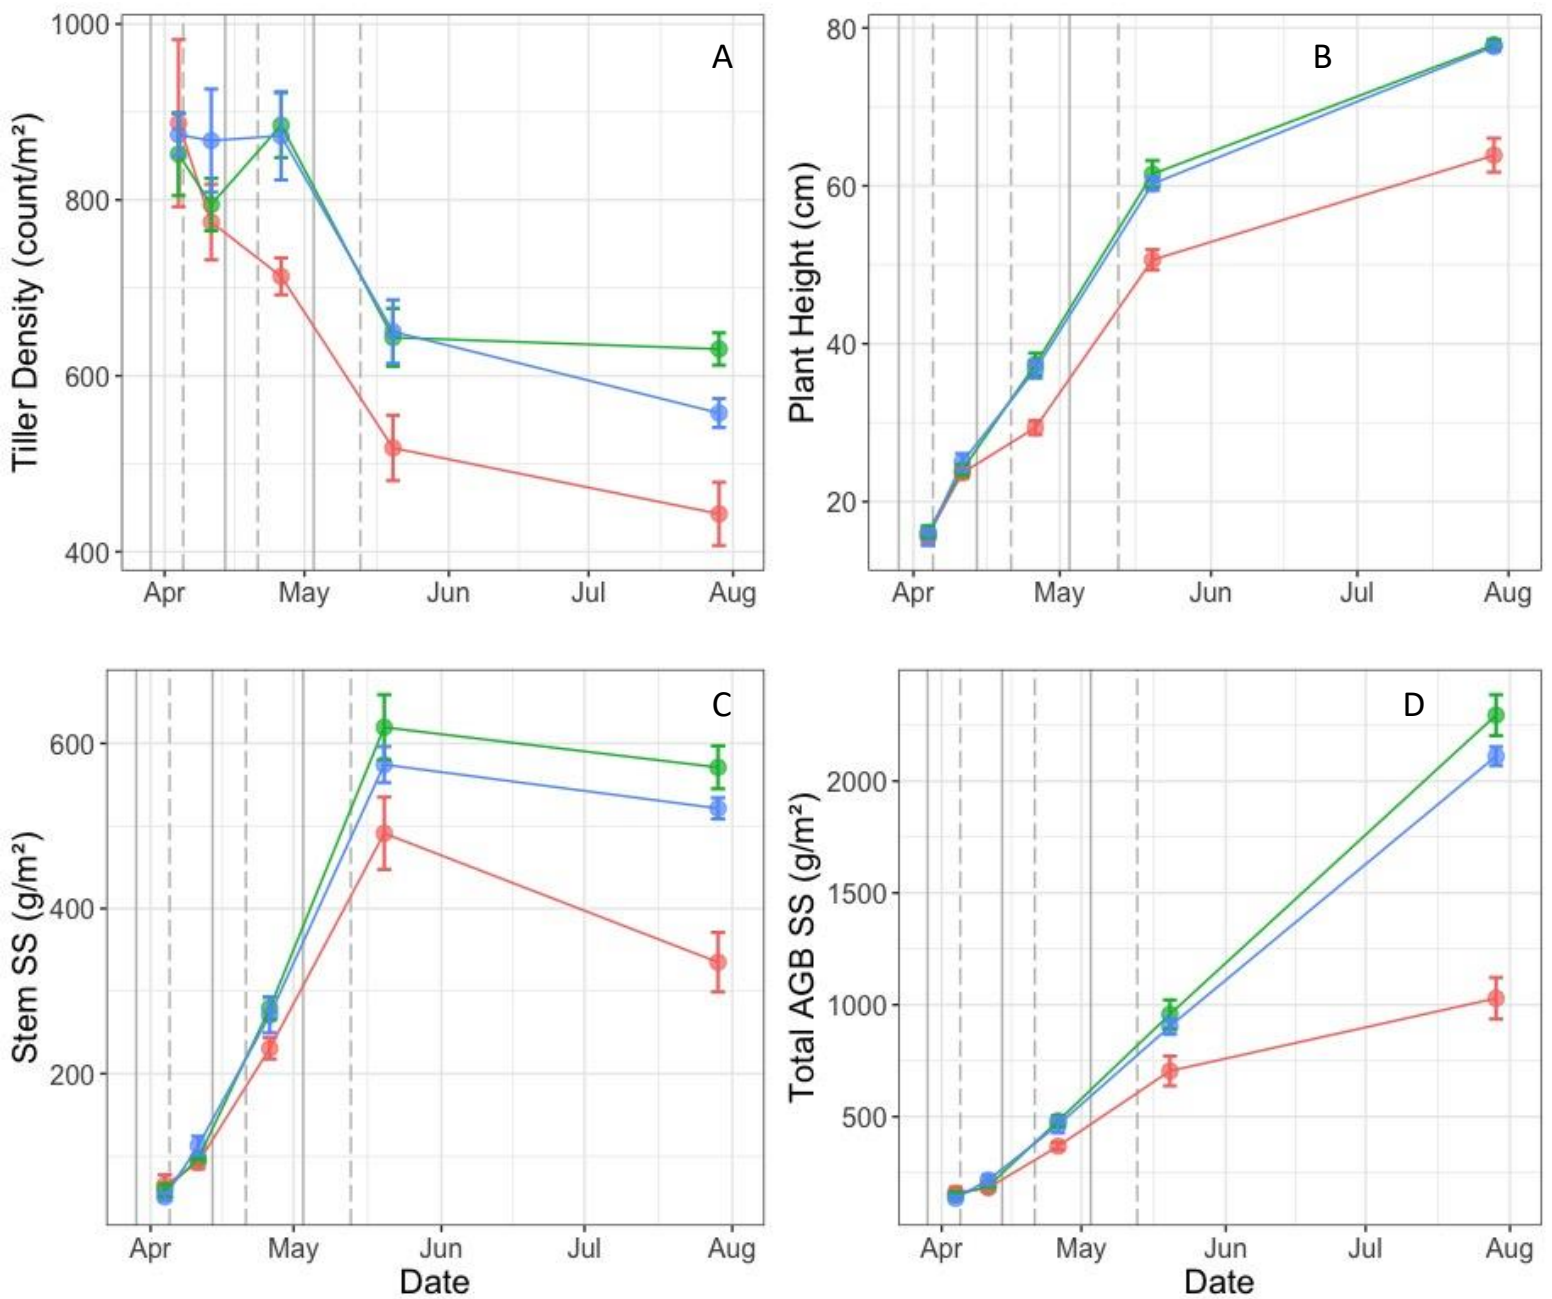 A
Tiller Density (count/m²)
1000
800
600
400
Apr May Jun Jul Aug
B
Plant Height (cm)
80
60
40
20
Apr May Jun Jul Aug
C
Stem SS (g/m²)
600
400
200
Apr May Jun Jul Aug
Date
D
Total AGB SS (g/m²)
2000
1500
1000
500
Apr May Jun Jul Aug
Date